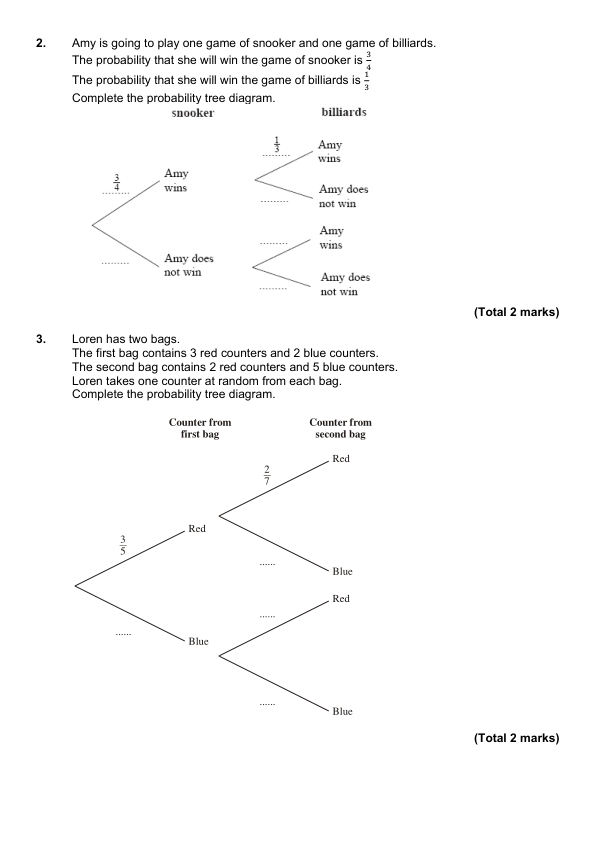 2. Amy is going to play one game of snooker and one game of billiards.
The probability that she will win the game of snooker is 3/4
The probability that she will win the game of billiards is 1/3
Complete the probability tree diagram.
snooker billiards
1/3
.........
Amy
wins
3/4
.........
Amy
wins
.........
Amy does
not win
.........
Amy
wins
.........
Amy does
not win
.........
Amy does
not win
(Total 2 marks)
3. Loren has two bags.
The first bag contains 3 red counters and 2 blue counters.
The second bag contains 2 red counters and 5 blue counters.
Loren takes one counter at random from each bag.
Complete the probability tree diagram.
Counter from Counter from
first bag second bag
Red
2/7
Red
3/5
......
Blue
Red
......
......
Blue
......
Blue
(Total 2 marks)